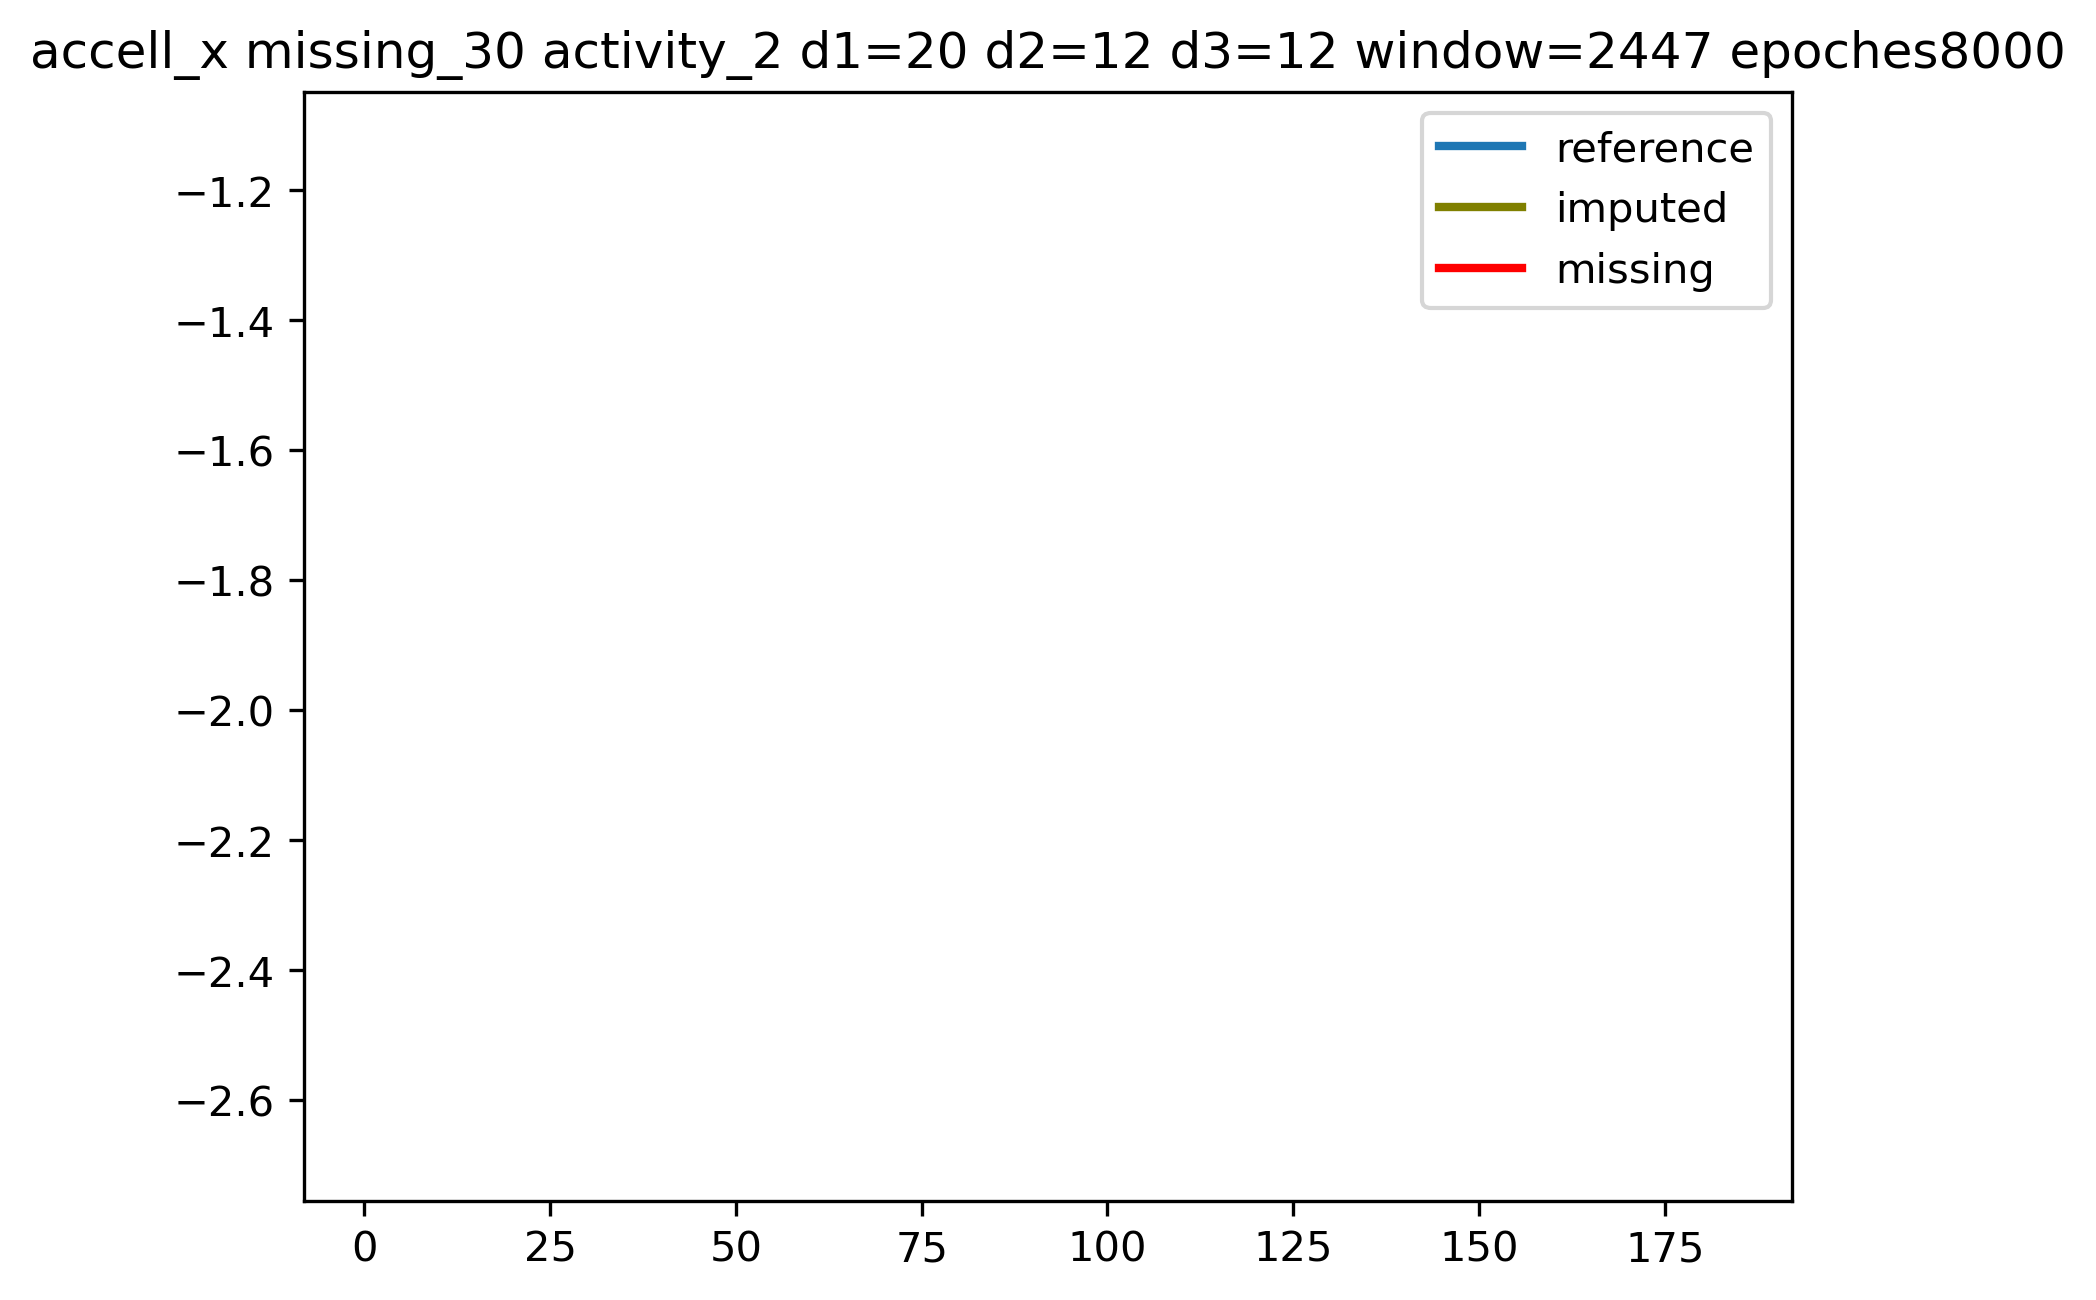 accell_x missing_30 activity_2 d1=20 d2=12 d3=12 window=2447 epoches8000
reference
imputed
missing
−1.2
−1.4
−1.6
−1.8
−2.0
−2.2
−2.4
−2.6
0 25 50 75 100 125 150 175